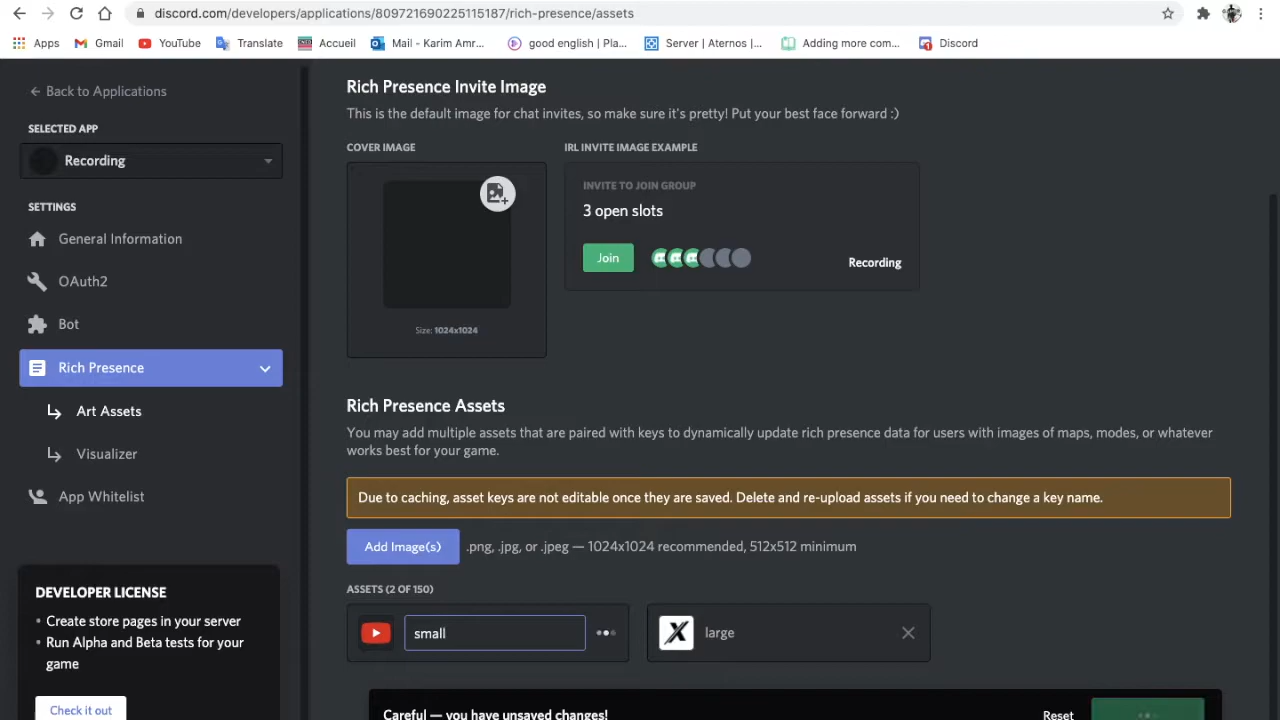 discord.com/developers/applications/809721690225115187/rich-presence/assets
Apps
Gmail
YouTube
Translate
Accueil
Mail - Karim Amr...
good english | Pla...
Server | Aternos |...
Adding more com...
Discord
Back to Applications
SELECTED APP
Recording
SETTINGS
General Information
OAuth2
Bot
Rich Presence
Art Assets
Visualizer
App Whitelist
DEVELOPER LICENSE
• Create store pages in your server
• Run Alpha and Beta tests for your
game
Check it out
Rich Presence Invite Image
This is the default image for chat invites, so make sure it's pretty! Put your best face forward :)
COVER IMAGE
Size: 1024x1024
IRL INVITE IMAGE EXAMPLE
INVITE TO JOIN GROUP
3 open slots
Join
Recording
Rich Presence Assets
You may add multiple assets that are paired with keys to dynamically update rich presence data for users with images of maps, modes, or whatever
works best for your game.
Due to caching, asset keys are not editable once they are saved. Delete and re-upload assets if you need to change a key name.
Add Image(s)
.png, .jpg, or .jpeg — 1024x1024 recommended, 512x512 minimum
ASSETS (2 OF 150)
small
X
large
Careful — you have unsaved changes!
Reset